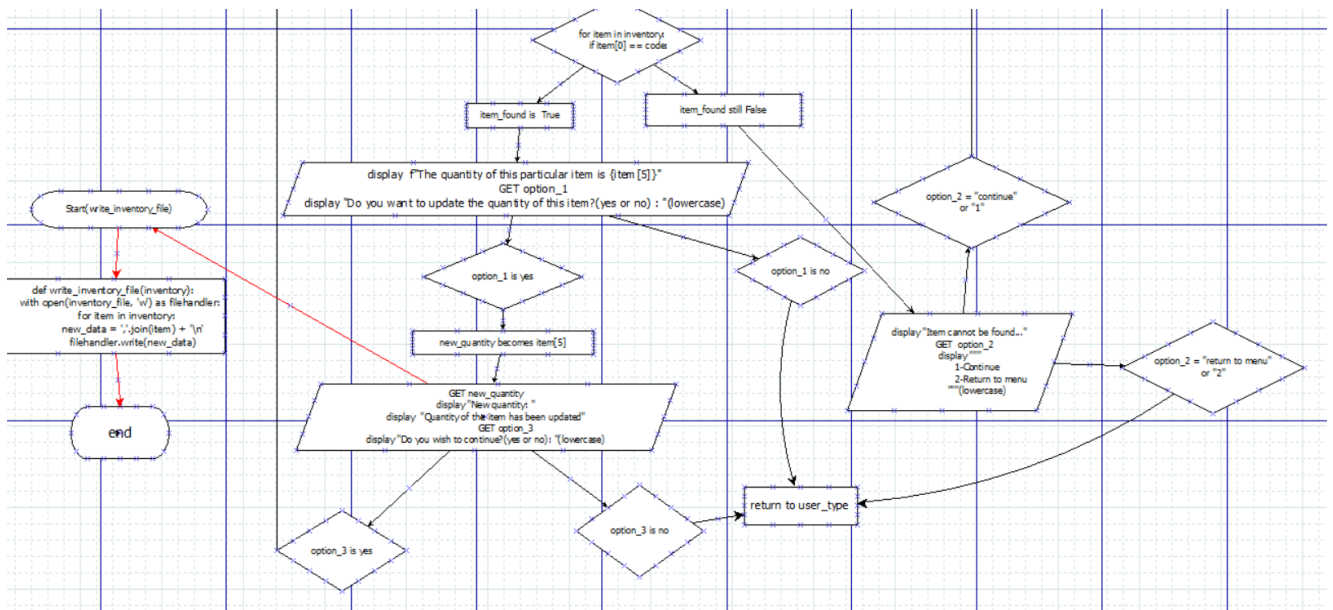 for item in inventory:
if item[0] == code:
item_found is True
item_found still False
display f"The quantity of this particular item is {item[5]}"
GET option_1
display "Do you want to update the quantity of this item?(yes or no) : "(lowercase)
option_2 = "continue"
or "1"
Start(write_inventory_file)
option_1 is yes
option_1 is no
def write_inventory_file(inventory):
with open(inventory_file, 'w') as filehandler:
for item in inventory:
new_data = ','.join(item) + '\n'
filehandler.write(new_data)
new_quantity becomes item[5]
display "Item cannot be found..."
GET option_2
display"""
1-Continue
2-Return to menu
"""(lowercase)
option_2 = "return to menu"
or "2"
GET new_quantity
display "New quantity: "
display "Quantity of the item has been updated"
GET option_3
display "Do you wish to continue?(yes or no) : "(lowercase)
end
return to user_type
option_3 is yes
option_3 is no